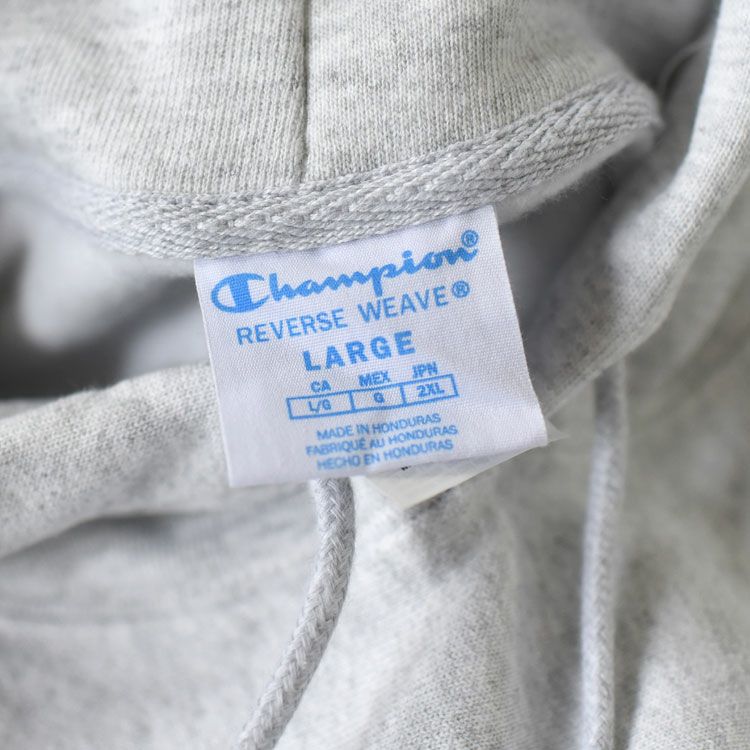 Champion®
REVERSE WEAVE®
LARGE
CA MEX JPN
L/G G 2XL
MADE IN HONDURAS
FABRIQUÉ AU HONDURAS
HECHO EN HONDURAS